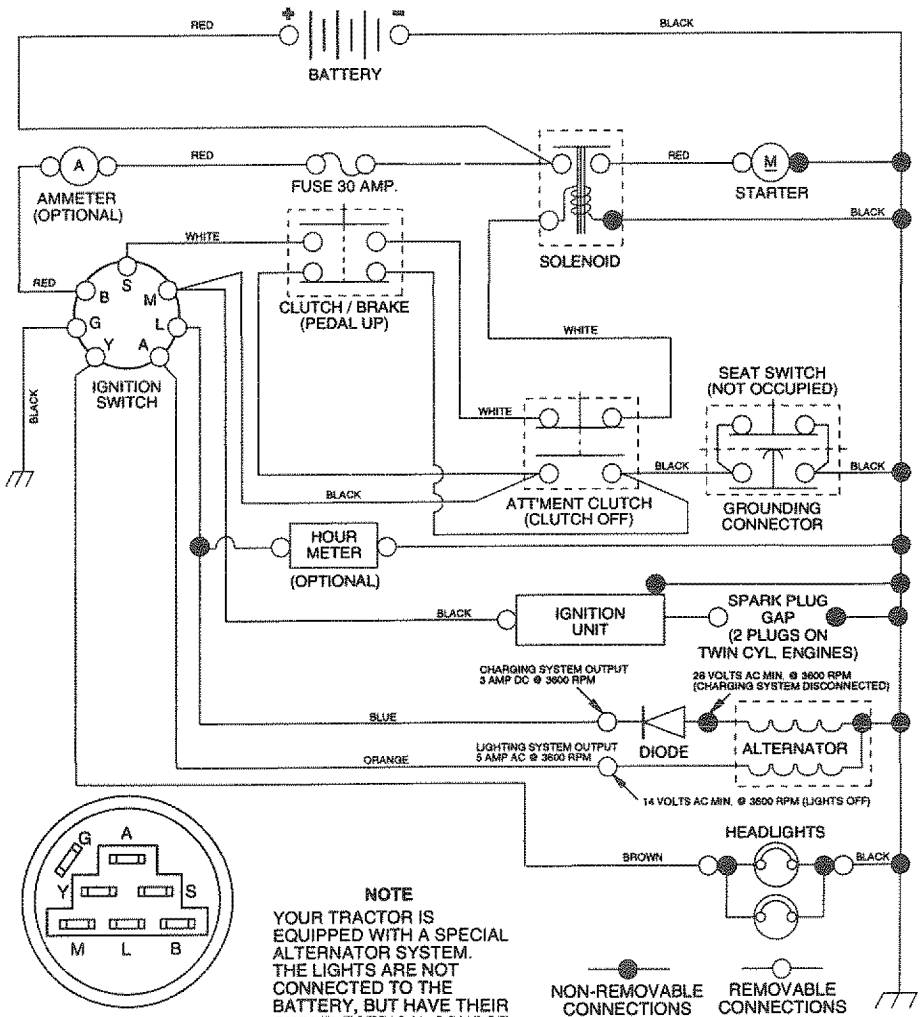 RED
+
-
BLACK
BATTERY
A
RED
AMMETER
(OPTIONAL)
FUSE 30 AMP.
RED
M
STARTER
SOLENOID
BLACK
WHITE
CLUTCH / BRAKE
(PEDAL UP)
RED
S
B
M
G
L
Y
A
IGNITION
SWITCH
BLACK
WHITE
SEAT SWITCH
(NOT OCCUPIED)
WHITE
BLACK
BLACK
BLACK
ATT'MENT CLUTCH
(CLUTCH OFF)
GROUNDING
CONNECTOR
HOUR
METER
(OPTIONAL)
BLACK
IGNITION
UNIT
SPARK PLUG
GAP
(2 PLUGS ON
TWIN CYL. ENGINES)
CHARGING SYSTEM OUTPUT
3 AMP DC @ 3600 RPM
28 VOLTS AC MIN. @ 3600 RPM
(CHARGING SYSTEM DISCONNECTED)
BLUE
DIODE
ALTERNATOR
ORANGE
LIGHTING SYSTEM OUTPUT
5 AMP AC @ 3600 RPM
14 VOLTS AC MIN. @ 3600 RPM (LIGHTS OFF)
HEADLIGHTS
BROWN
BLACK
G
A
Y
S
M
L
B
NOTE
YOUR TRACTOR IS
EQUIPPED WITH A SPECIAL
ALTERNATOR SYSTEM.
THE LIGHTS ARE NOT
CONNECTED TO THE
BATTERY, BUT HAVE THEIR
NON-REMOVABLE
CONNECTIONS
REMOVABLE
CONNECTIONS